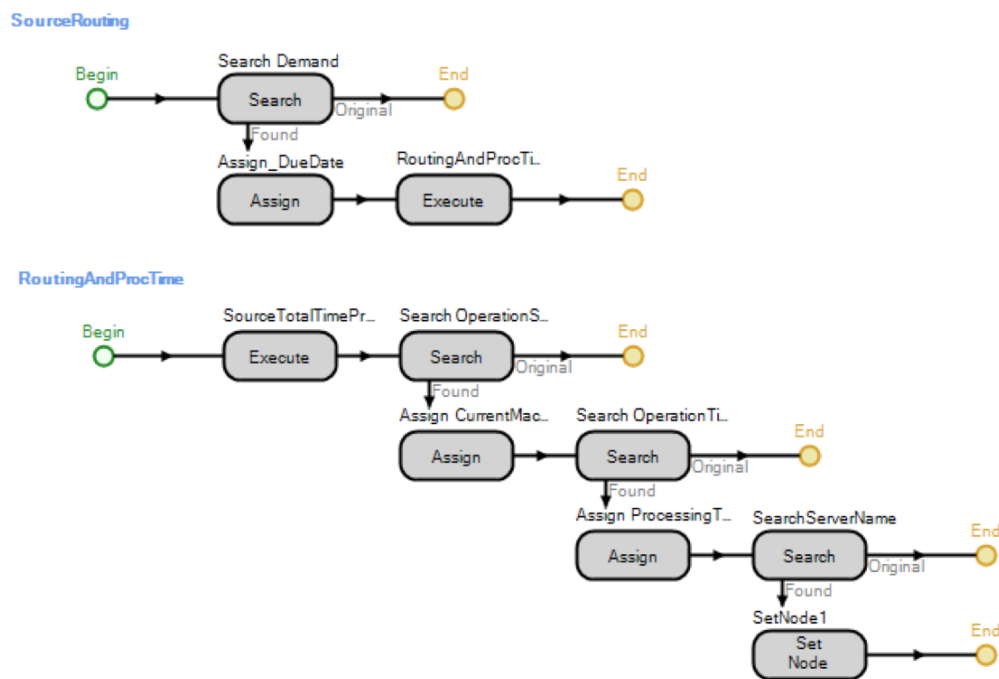 SourceRouting
Search Demand
Begin
End
Search
Original
Found
Assign_DueDate
RoutingAndProcTi..
End
Assign
Execute
RoutingAndProcTime
SourceTotalTimePr...
Search OperationS...
Begin
End
Execute
Search
Original
Found
Assign CurrentMac...
Search OperationTi...
End
Assign
Search
Original
Found
Assign ProcessingT...
SearchServerName
End
Assign
Search
Original
Found
SetNode1
End
Set
Node